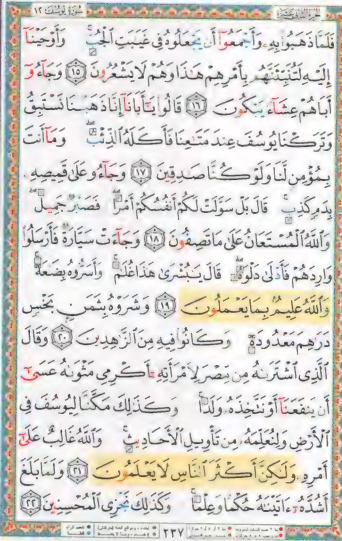 سُورَةُ يُوسُفَ ١٢
فَلَمَّا ذَهَبُوا۟ بِهِۦ وَأَجْمَعُوٓا۟ أَن يَجْعَلُوهُ فِى غَيَـٰبَتِ ٱلْجُبِّ ۚ وَأَوْحَيْنَآ
إِلَيْهِ لَتُنَبِّئَنَّهُم بِأَمْرِهِمْ هَـٰذَا وَهُمْ لَا يَشْعُرُونَ ١٥ وَجَآءُو
أَبَاهُمْ عِشَآءً يَبْكُونَ ١٦ قَالُوا۟ يَـٰٓأَبَانَآ إِنَّا ذَهَبْنَا نَسْتَبِقُ
وَتَرَكْنَا يُوسُفَ عِندَ مَتَـٰعِنَا فَأَكَلَهُ ٱلذِّئْبُ ۖ وَمَآ أَنتَ
بِمُؤْمِنٍ لَّنَا وَلَوْ كُنَّا صَـٰدِقِينَ ١٧ وَجَآءُو عَلَىٰ قَمِيصِهِۦ
بِدَمٍ كَذِبٍ ۚ قَالَ بَلْ سَوَّلَتْ لَكُمْ أَنفُسُكُمْ أَمْرًا ۖ فَصَبْرٌ جَمِيلٌ ۖ
وَٱللَّهُ ٱلْمُسْتَعَانُ عَلَىٰ مَا تَصِفُونَ ١٨ وَجَآءَتْ سَيَّارَةٌ فَأَرْسَلُوا۟
وَارِدَهُمْ فَأَدْلَىٰ دَلْوَهُۥ ۖ قَالَ يَـٰبُشْرَىٰ هَـٰذَا غُلَـٰمٌ ۚ وَأَسَرُّوهُ بِضَـٰعَةً ۚ
وَٱللَّهُ عَلِيمٌۢ بِمَا يَعْمَلُونَ ١٩ وَشَرَوْهُ بِثَمَنٍۭ بَخْسٍ
دَرَٰهِمَ مَعْدُودَةٍ وَكَانُوا۟ فِيهِ مِنَ ٱلزَّٰهِدِينَ ٢٠ وَقَالَ
ٱلَّذِى ٱشْتَرَىٰهُ مِن مِّصْرَ لِٱمْرَأَتِهِۦٓ أَكْرِمِى مَثْوَىٰهُ عَسَىٰٓ
أَن يَنفَعَنَآ أَوْ نَتَّخِذَهُۥ وَلَدًا ۚ وَكَذَٰلِكَ مَكَّنَّا لِيُوسُفَ فِى
ٱلْأَرْضِ وَلِنُعَلِّمَهُۥ مِن تَأْوِيلِ ٱلْأَحَادِيثِ ۚ وَٱللَّهُ غَالِبٌ عَلَىٰٓ
أَمْرِهِۦ وَلَـٰكِنَّ أَكْثَرَ ٱلنَّاسِ لَا يَعْلَمُونَ ٢١ وَلَمَّا بَلَغَ
أَشُدَّهُۥٓ ءَاتَيْنَـٰهُ حُكْمًا وَعِلْمًا ۚ وَكَذَٰلِكَ نَجْزِى ٱلْمُحْسِنِينَ ٢٢
٢٣٧